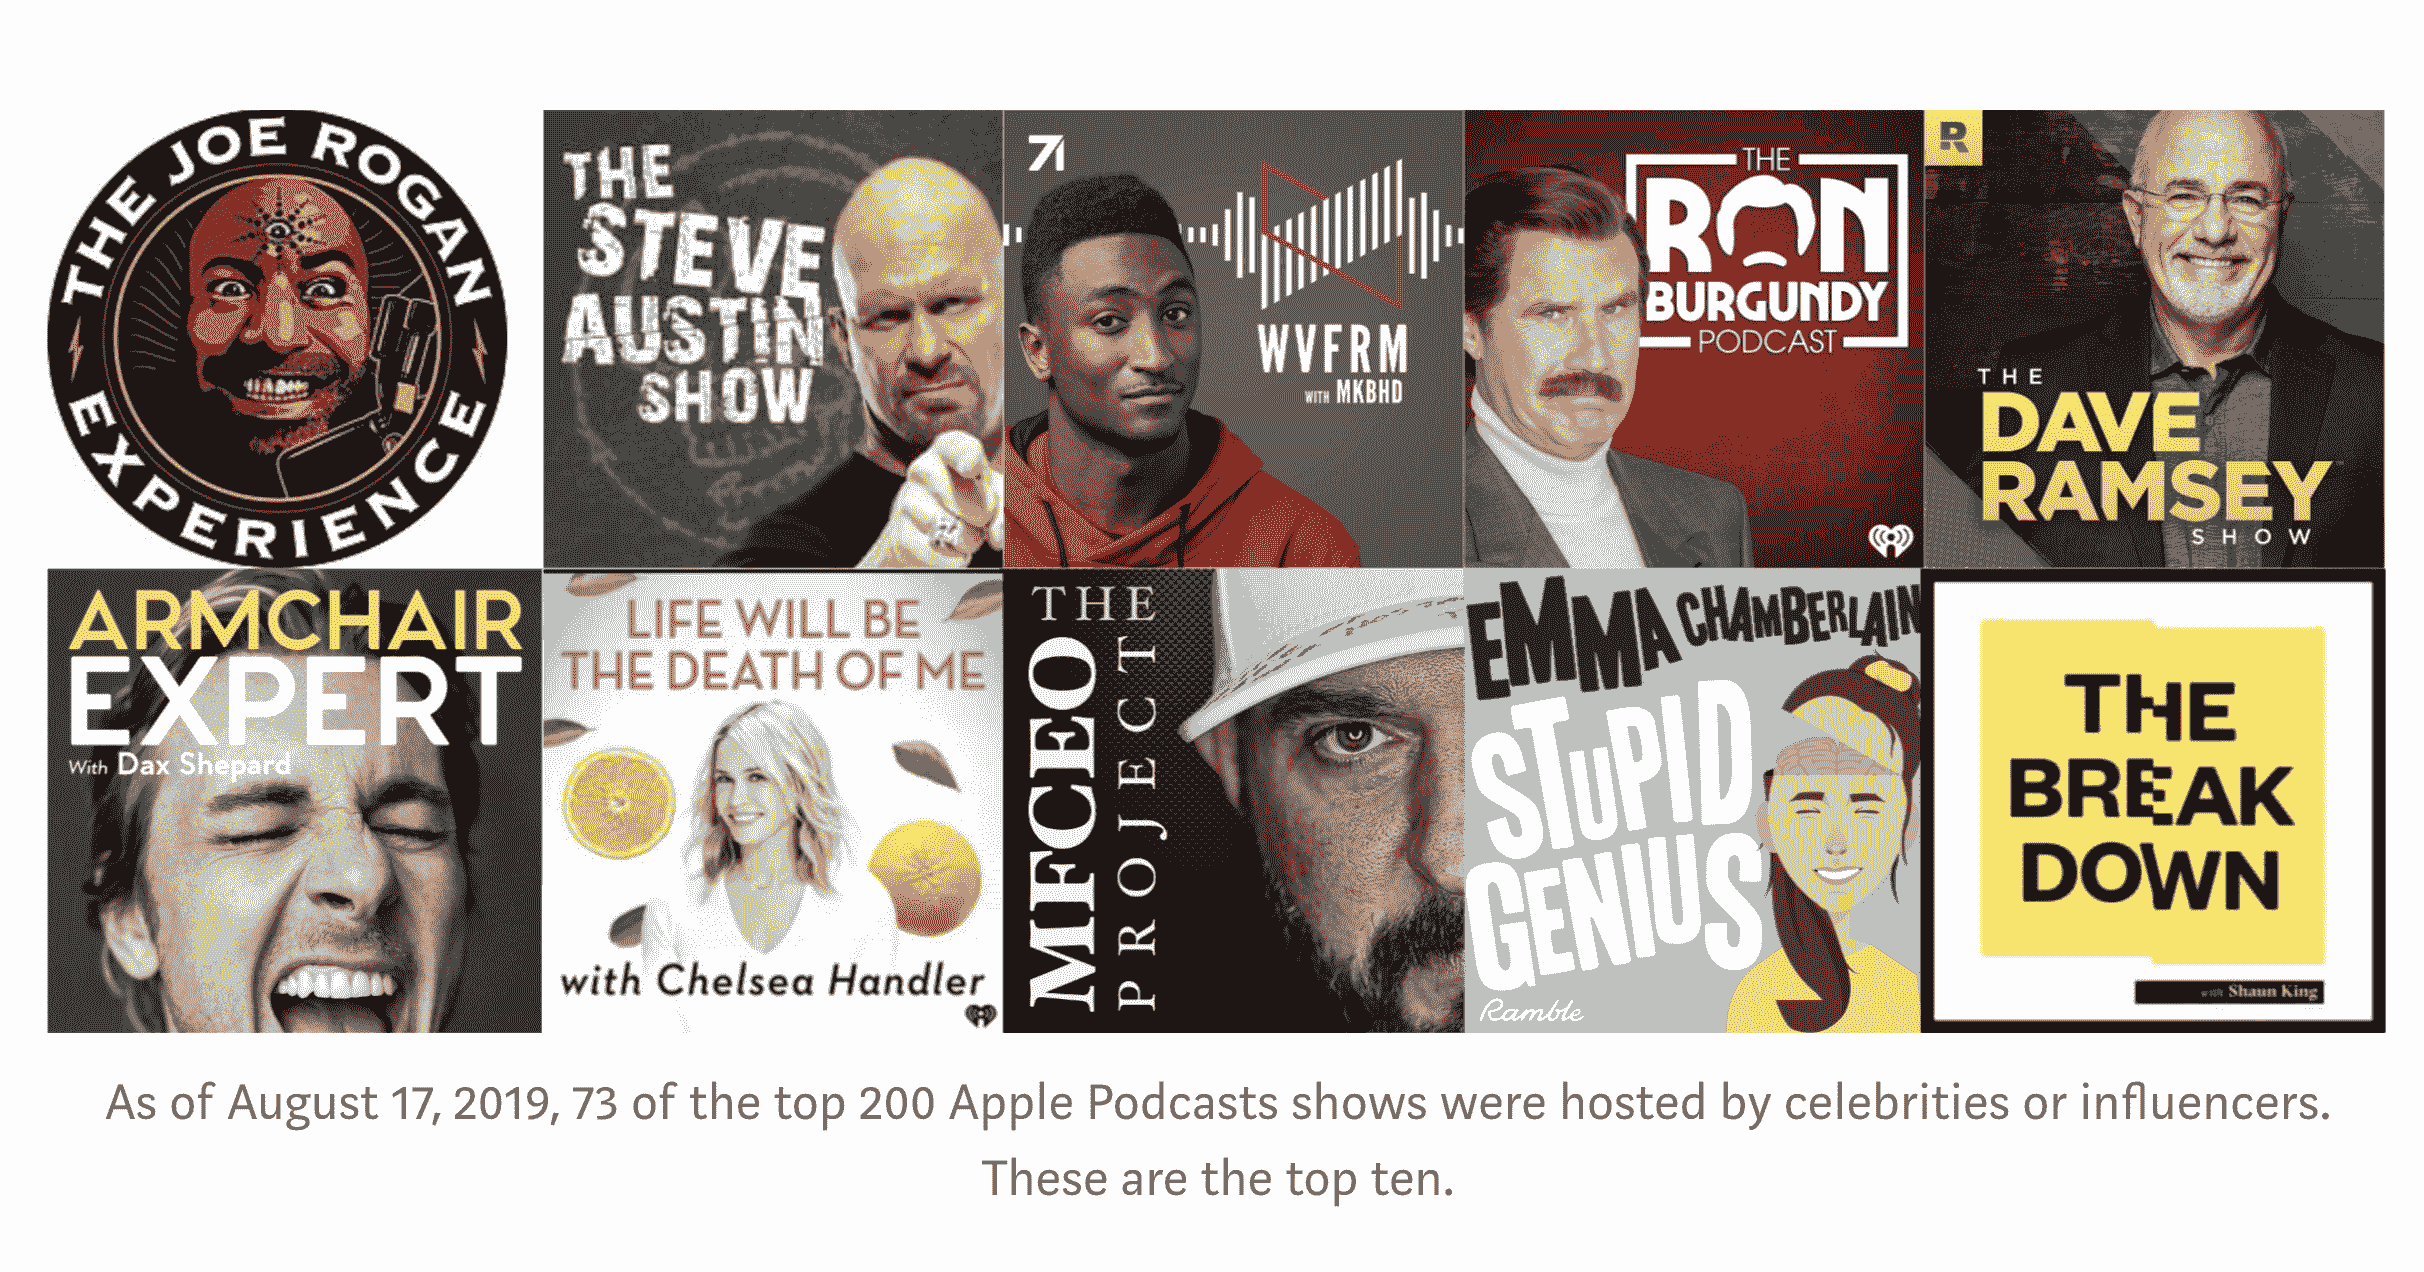 THE JOE ROGAN
EXPERIENCE
THE
STEVE
AUSTIN
SHOW
WVFRM
WITH MKBHD
THE
RON
BURGUNDY
PODCAST
R
THE
DAVE
RAMSEY
SHOW
ARMCHAIR
EXPERT
With Dax Shepard
LIFE WILL BE
THE DEATH OF ME
with Chelsea Handler
THE
MFCEO
PROJECT
EMMA CHAMBERLAIN
STUPID
GENIUS
Ramble
THE
BREAK
DOWN
with Shaun King
As of August 17, 2019, 73 of the top 200 Apple Podcasts shows were hosted by celebrities or influencers.
These are the top ten.